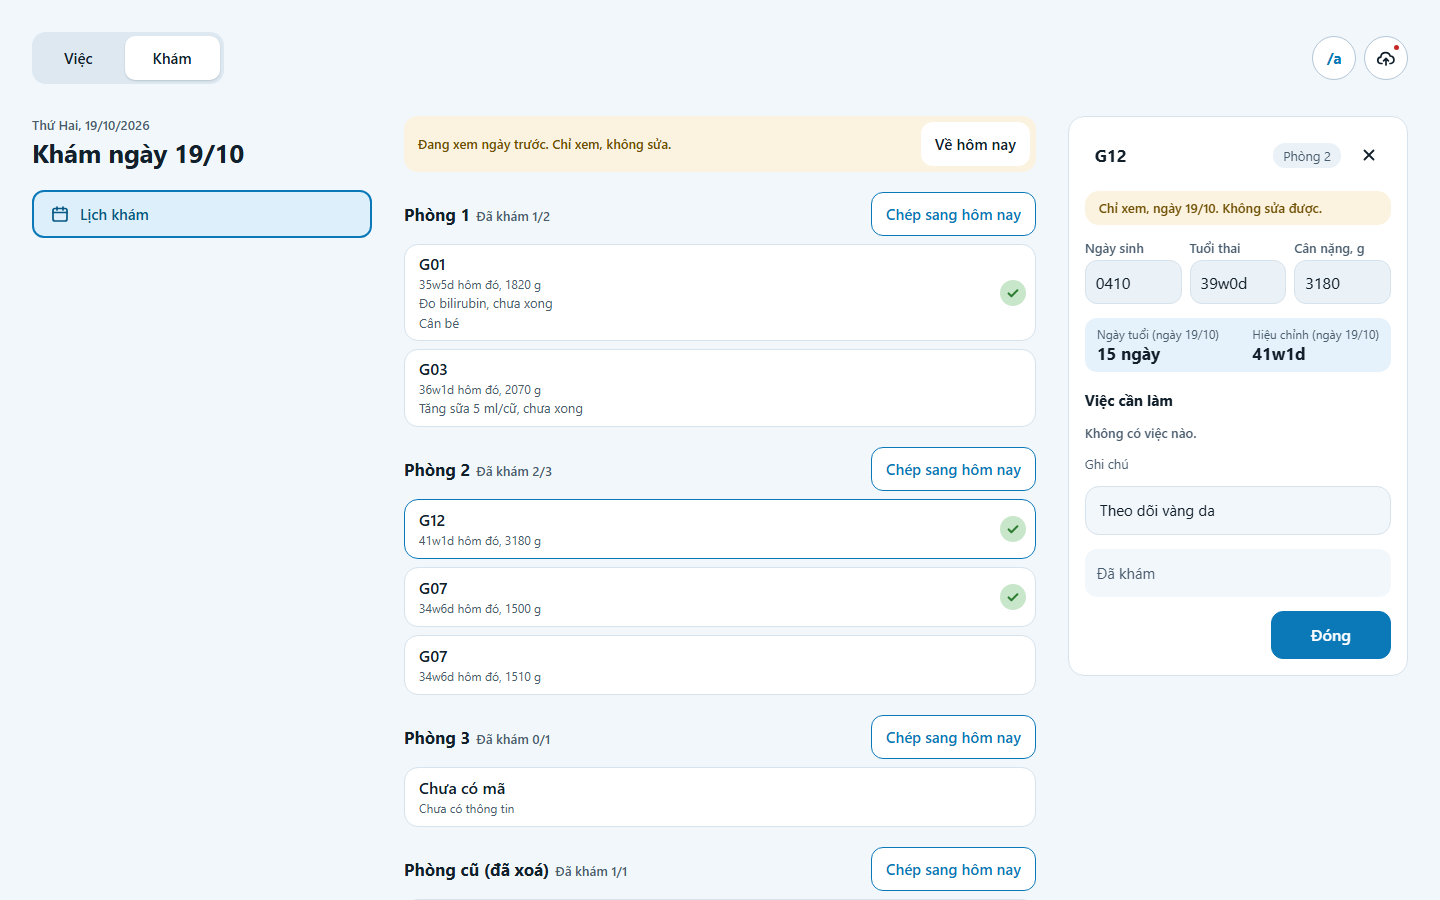 Việc
Khám
/a
Thứ Hai, 19/10/2026
Khám ngày 19/10
Lịch khám
Đang xem ngày trước. Chỉ xem, không sửa.
Về hôm nay
Phòng 1 Đã khám 1/2
Chép sang hôm nay
G01
35w5d hôm đó, 1820 g
Đo bilirubin, chưa xong
Cân bé
G03
36w1d hôm đó, 2070 g
Tăng sữa 5 ml/cữ, chưa xong
Phòng 2 Đã khám 2/3
Chép sang hôm nay
G12
41w1d hôm đó, 3180 g
G07
34w6d hôm đó, 1500 g
G07
34w6d hôm đó, 1510 g
Phòng 3 Đã khám 0/1
Chép sang hôm nay
Chưa có mã
Chưa có thông tin
Phòng cũ (đã xoá) Đã khám 1/1
Chép sang hôm nay
G12
Phòng 2
Chỉ xem, ngày 19/10. Không sửa được.
Ngày sinh Tuổi thai Cân nặng, g
0410 39w0d 3180
Ngày tuổi (ngày 19/10) Hiệu chỉnh (ngày 19/10)
15 ngày 41w1d
Việc cần làm
Không có việc nào.
Ghi chú
Theo dõi vàng da
Đã khám
Đóng